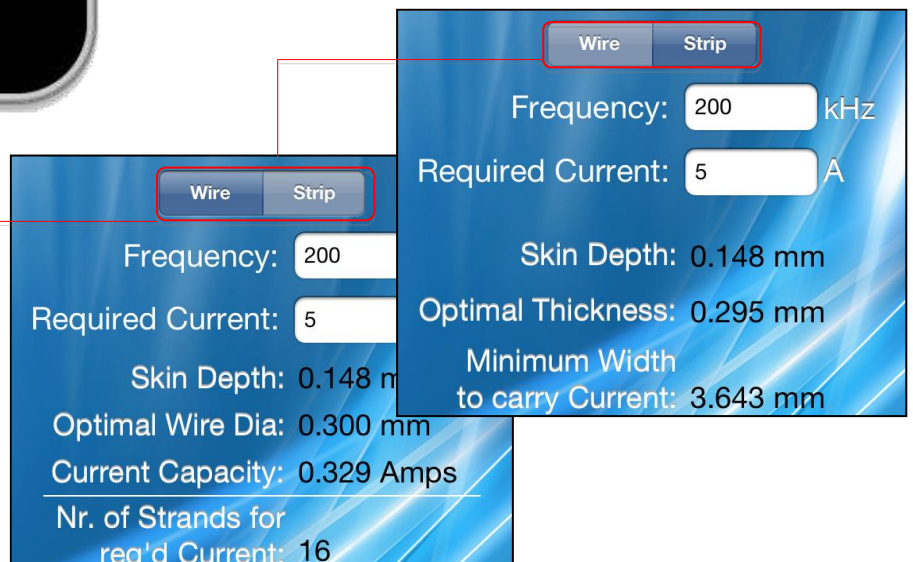 Wire Strip
Frequency: 200 kHz
Required Current: 5 A
Skin Depth: 0.148 mm
Optimal Thickness: 0.295 mm
Minimum Width
to carry Current: 3.643 mm
Wire Strip
Frequency: 200
Required Current: 5
Skin Depth: 0.148
Optimal Wire Dia: 0.300 mm
Current Capacity: 0.329 Amps
Nr. of Strands for
req'd Current: 16